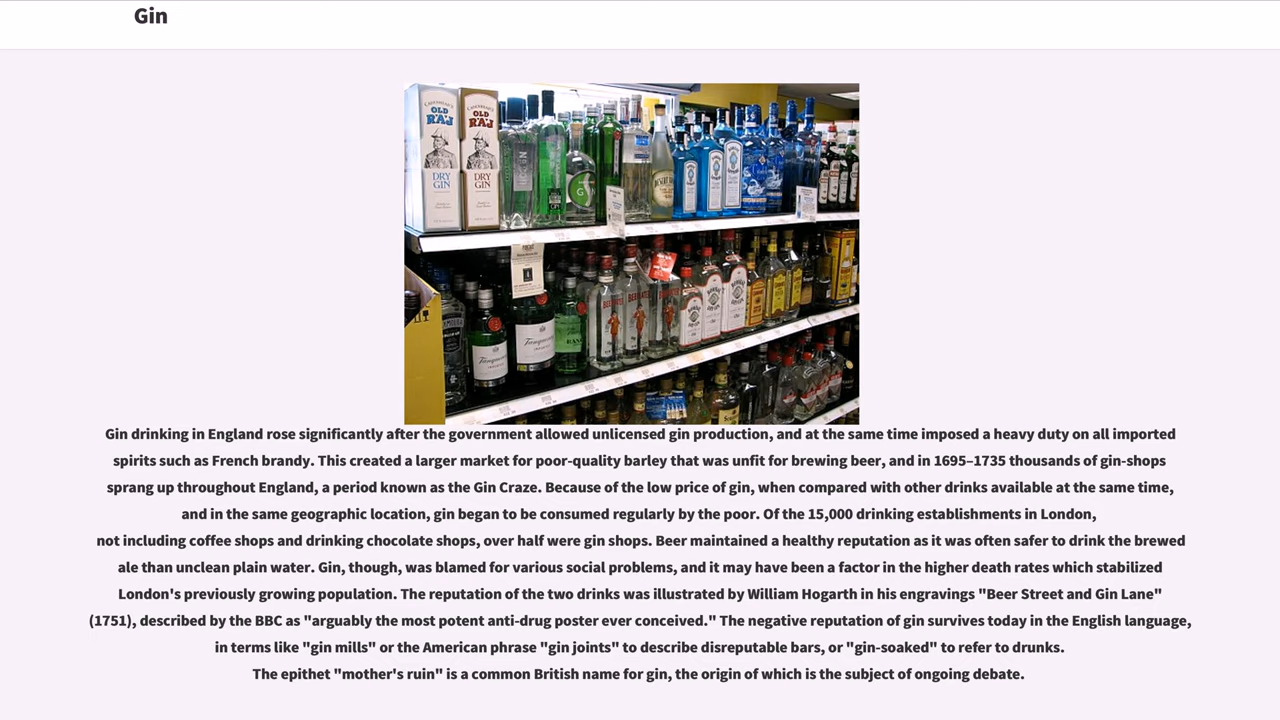 Gin
OLD
RAJ
DRY
GIN
OLD
RAJ
DRY
GIN
Tanqueray
Tanqueray
BEEFEATER
Gin drinking in England rose significantly after the government allowed unlicensed gin production, and at the same time imposed a heavy duty on all imported
spirits such as French brandy. This created a larger market for poor-quality barley that was unfit for brewing beer, and in 1695–1735 thousands of gin-shops
sprang up throughout England, a period known as the Gin Craze. Because of the low price of gin, when compared with other drinks available at the same time,
and in the same geographic location, gin began to be consumed regularly by the poor. Of the 15,000 drinking establishments in London,
not including coffee shops and drinking chocolate shops, over half were gin shops. Beer maintained a healthy reputation as it was often safer to drink the brewed
ale than unclean plain water. Gin, though, was blamed for various social problems, and it may have been a factor in the higher death rates which stabilized
London's previously growing population. The reputation of the two drinks was illustrated by William Hogarth in his engravings "Beer Street and Gin Lane"
(1751), described by the BBC as "arguably the most potent anti-drug poster ever conceived." The negative reputation of gin survives today in the English language,
in terms like "gin mills" or the American phrase "gin joints" to describe disreputable bars, or "gin-soaked" to refer to drunks.
The epithet "mother's ruin" is a common British name for gin, the origin of which is the subject of ongoing debate.